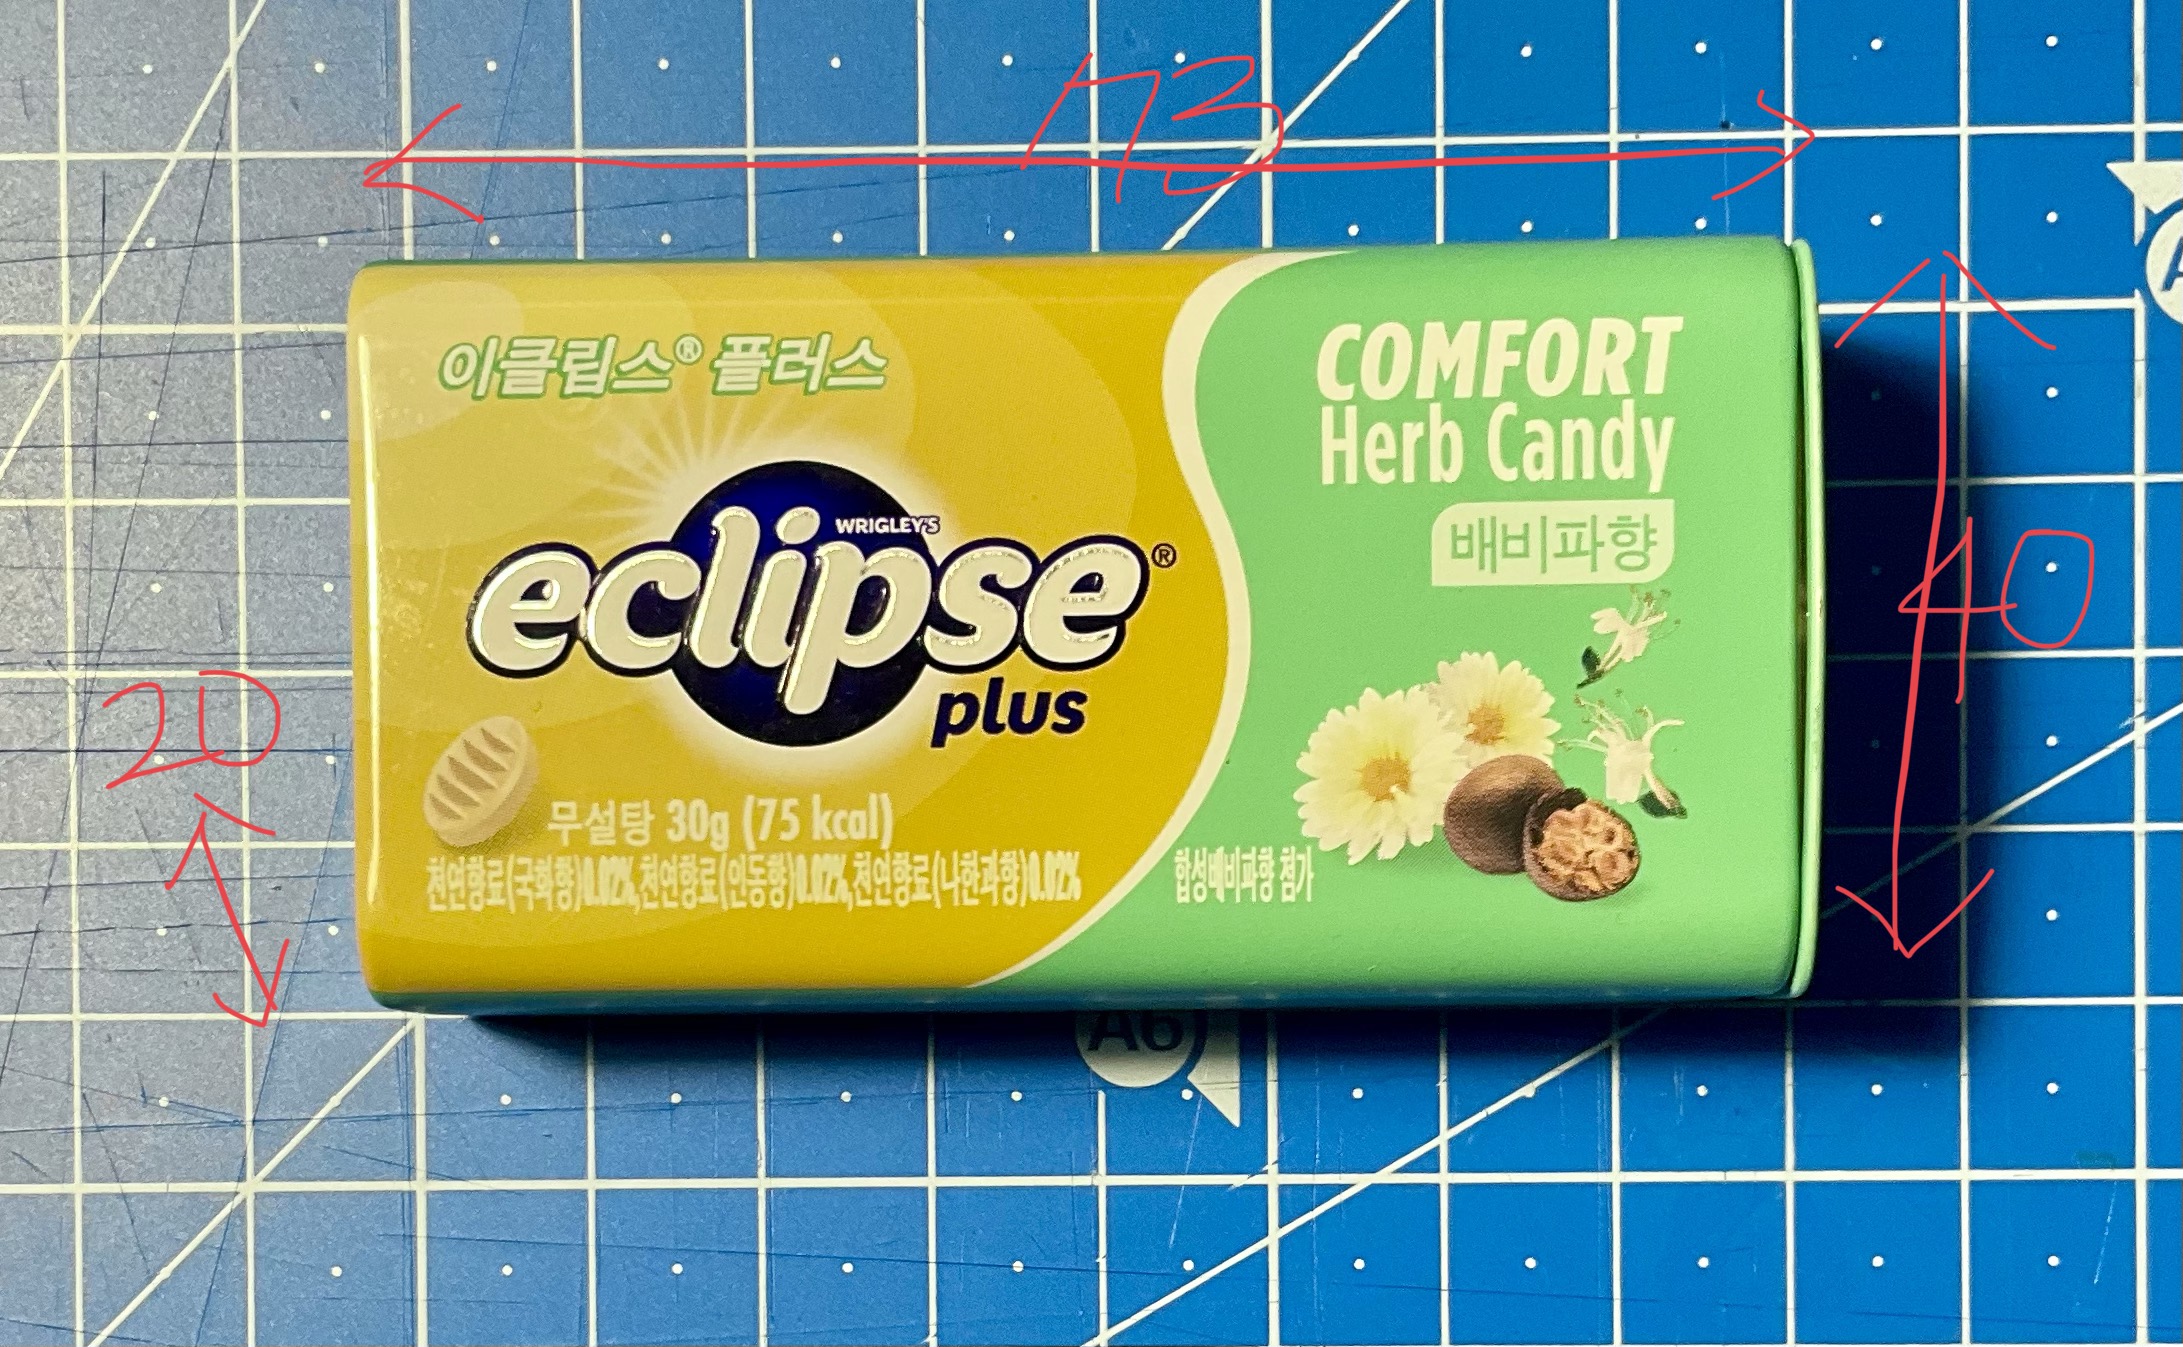 73
이클립스® 플러스
COMFORT
Herb Candy
배비파향
WRIGLEY'S
eclipse®
plus
40
20
무설탕 30g (75 kcal)
천연향료(국화향)0.02%,천연향료(인동향)0.02%,천연향료(나한과향)0.02%
합성배비파향 첨가
A6